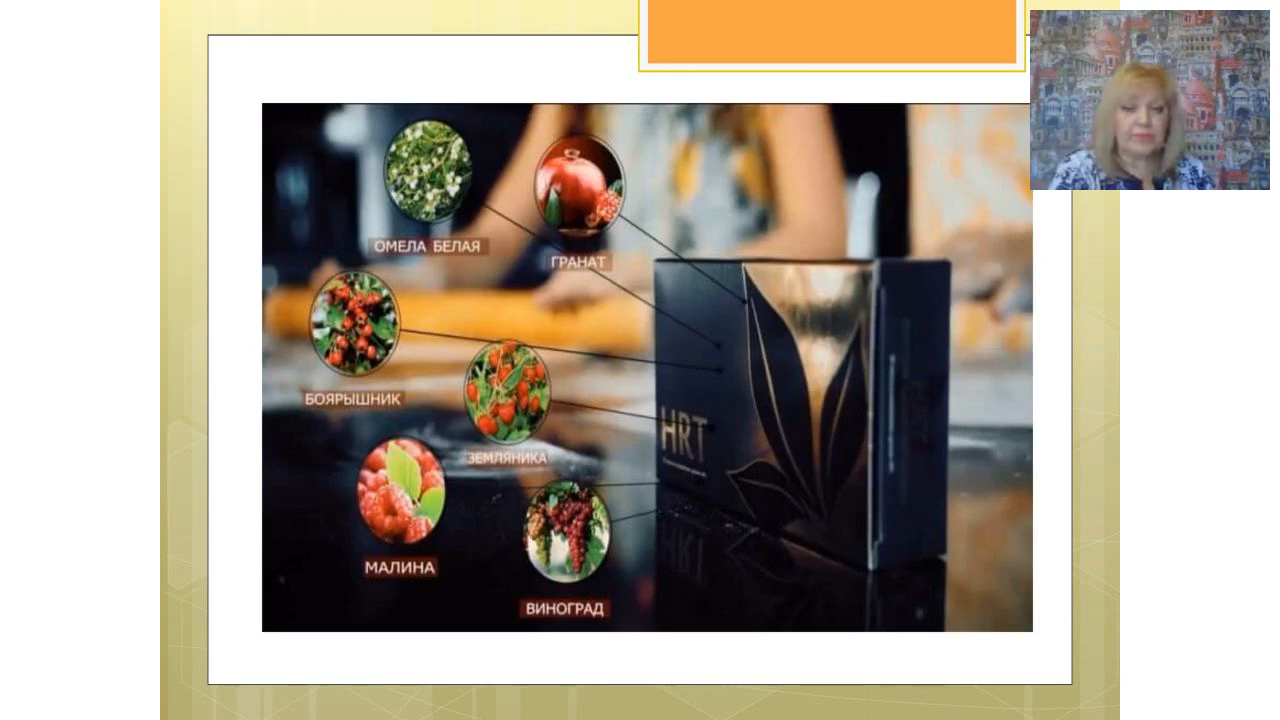 ОМЕЛА БЕЛАЯ
ГРАНАТ
БОЯРЫШНИК
ЗЕМЛЯНИКА
HRT
МАЛИНА
ВИНОГРАД